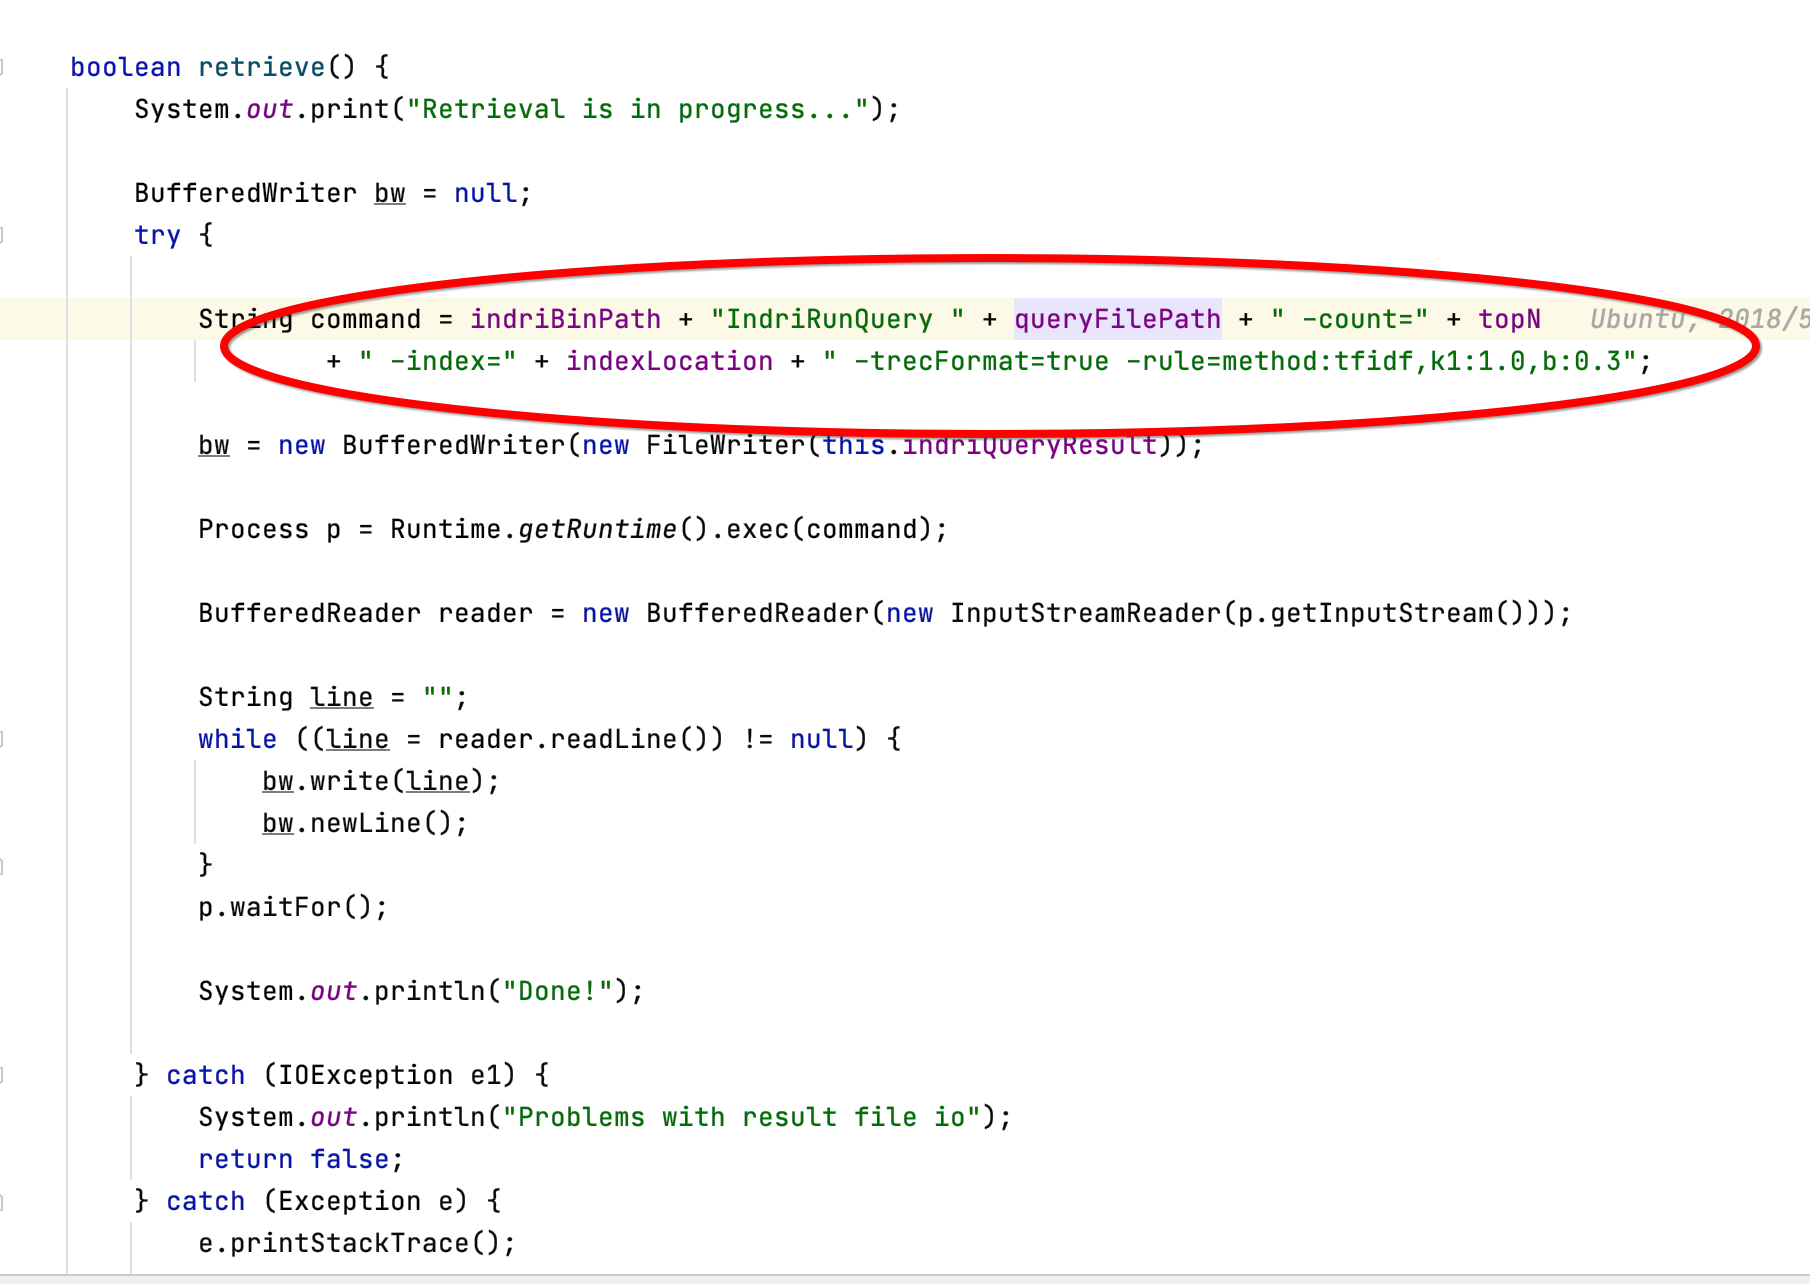 boolean retrieve() {
System.out.print("Retrieval is in progress...");
BufferedWriter bw = null;
try {
String command = indriBinPath + "IndriRunQuery " + queryFilePath + " -count=" + topN Ubuntu, 2018/5
+ " -index=" + indexLocation + " -trecFormat=true -rule=method:tfidf,k1:1.0,b:0.3";
bw = new BufferedWriter(new FileWriter(this.indriQueryResult));
Process p = Runtime.getRuntime().exec(command);
BufferedReader reader = new BufferedReader(new InputStreamReader(p.getInputStream()));
String line = "";
while ((line = reader.readLine()) != null) {
bw.write(line);
bw.newLine();
}
p.waitFor();
System.out.println("Done!");
} catch (IOException e1) {
System.out.println("Problems with result file io");
return false;
} catch (Exception e) {
e.printStackTrace();